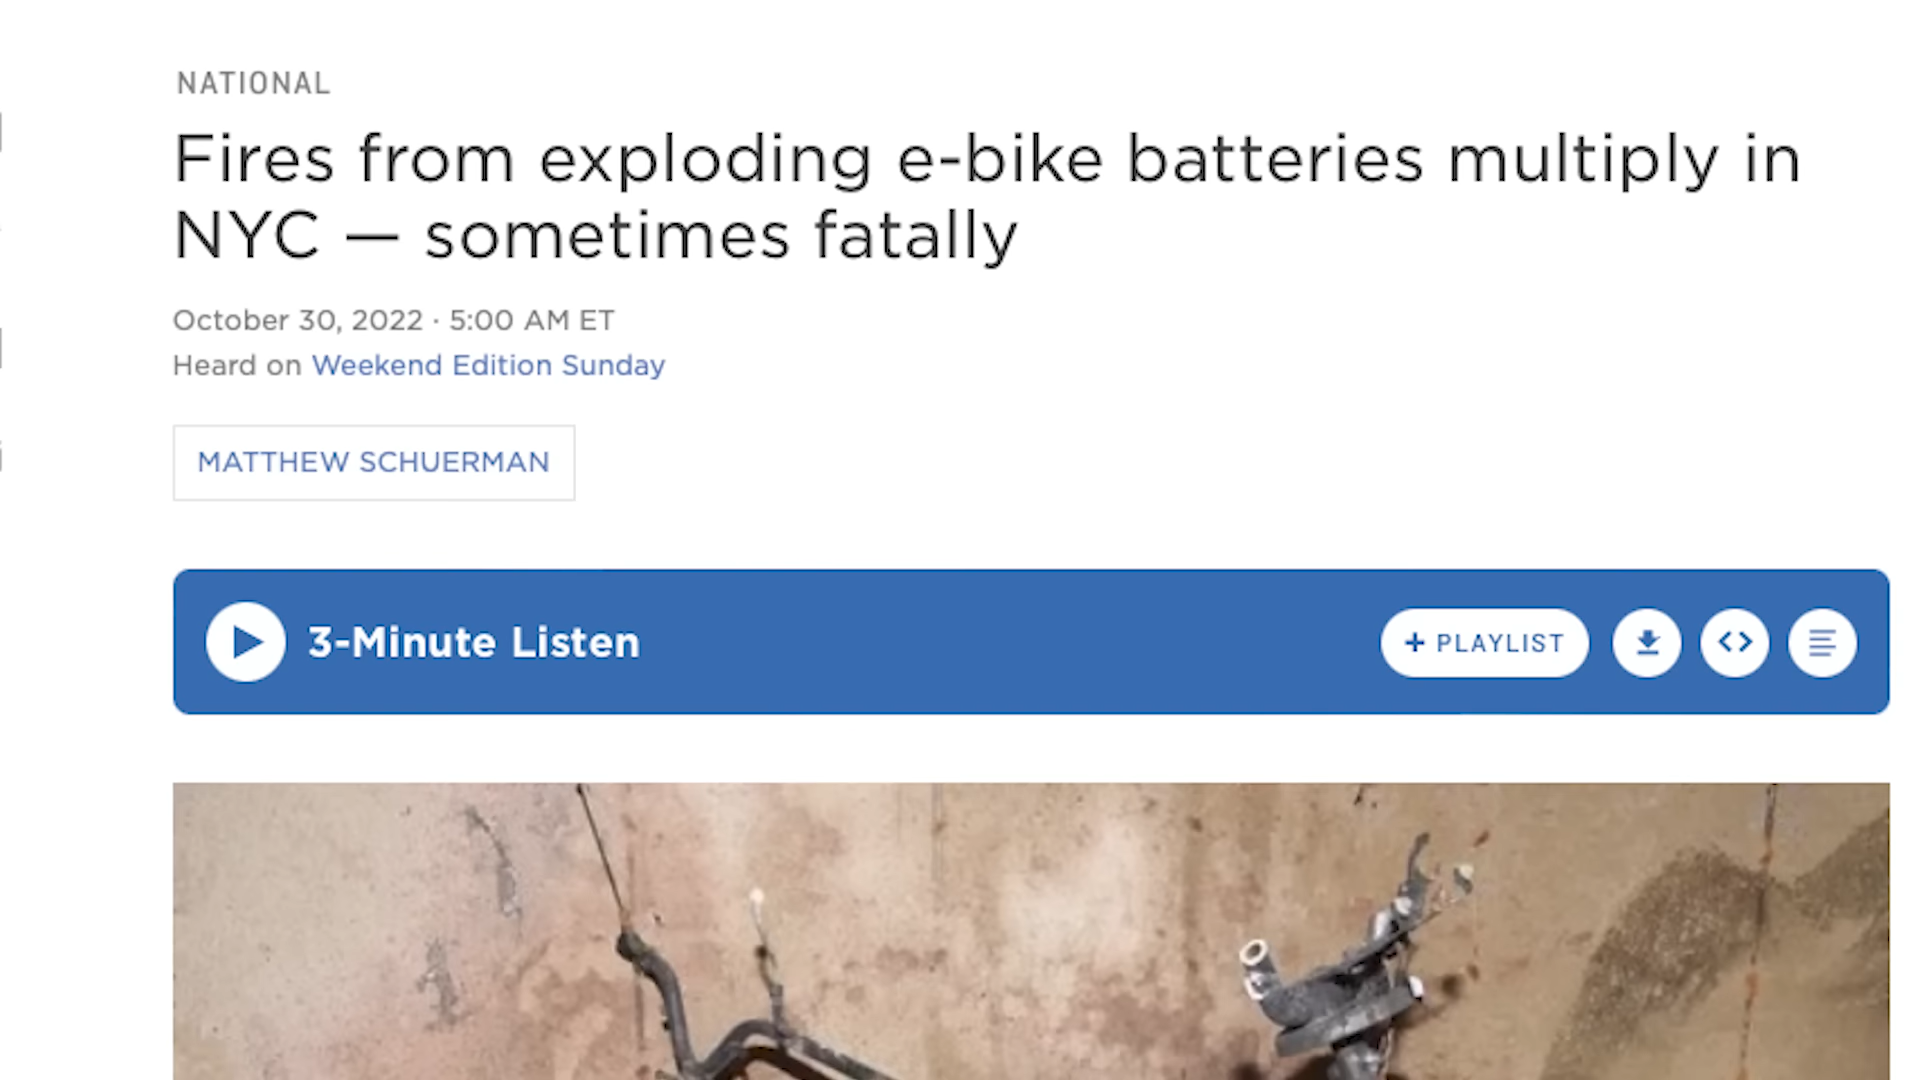 NATIONAL
Fires from exploding e-bike batteries multiply in
NYC — sometimes fatally
October 30, 2022 · 5:00 AM ET
Heard on Weekend Edition Sunday
MATTHEW SCHUERMAN
3-Minute Listen
+ PLAYLIST